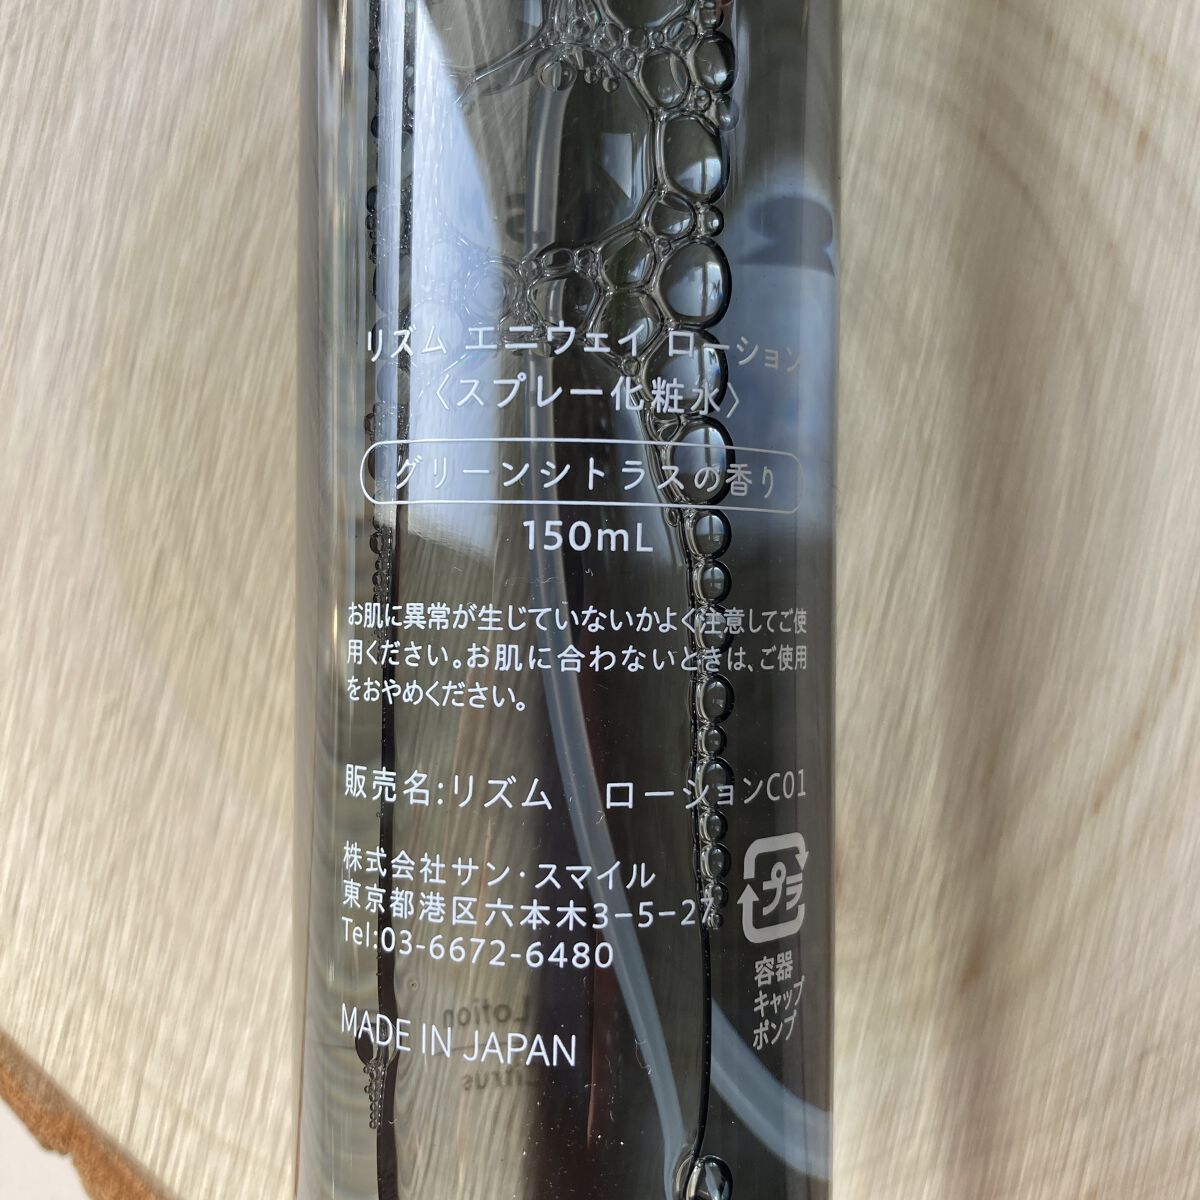 リズム エニウェイ ローション
〈スプレー化粧水〉
グリーンシトラスの香り
150mL
お肌に異常が生じていないかよく注意してご使
用ください。お肌に合わないときは、ご使用
をおやめください。
販売名:リズム ローションC01
株式会社サン・スマイル
東京都港区六本木3-5-27
Tel:03-6672-6480
MADE IN JAPAN
プラ
容器
キャップ
ポンプ
Lotion
Citrus